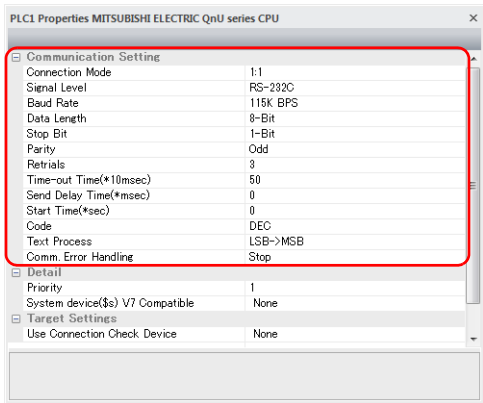 PLC1 Properties MITSUBISHI ELECTRIC QnU series CPU
Communication Setting
Connection Mode 1:1
Signal Level RS-232C
Baud Rate 115K BPS
Data Length 8-Bit
Stop Bit 1-Bit
Parity Odd
Retrials 3
Time-out Time(*10msec) 50
Send Delay Time(*msec) 0
Start Time(*sec) 0
Code DEC
Text Process LSB->MSB
Comm. Error Handling Stop
Detail
Priority 1
System device($s) V7 Compatible None
Target Settings
Use Connection Check Device None